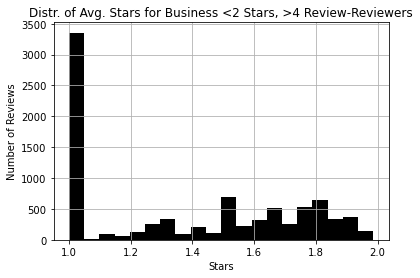 Distr. of Avg. Stars for Business <2 Stars, >4 Review-Reviewers
3500
3000
2500
2000
1500
1000
500
0
Number of Reviews
1.0 1.2 1.4 1.6 1.8 2.0
Stars